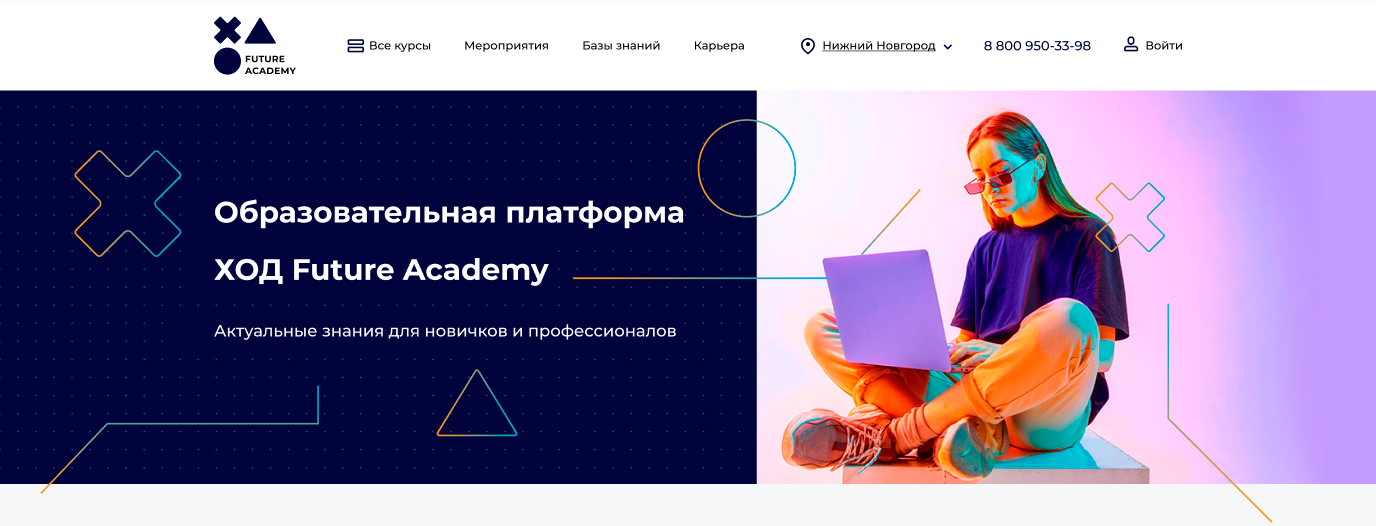 FUTURE
ACADEMY
Все курсы
Мероприятия
Базы знаний
Карьера
Нижний Новгород
8 800 950-33-98
Войти
Образовательная платформа
ХОД Future Academy
Актуальные знания для новичков и профессионалов